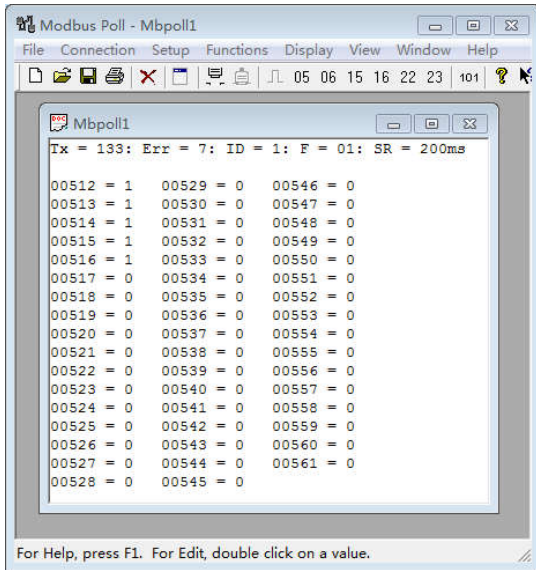 Modbus Poll - Mbpoll1
File Connection Setup Functions Display View Window Help
05 06 15 16 22 23 101
Mbpoll1
Tx = 133: Err = 7: ID = 1: F = 01: SR = 200ms
00512 = 1 00529 = 0 00546 = 0
00513 = 1 00530 = 0 00547 = 0
00514 = 1 00531 = 0 00548 = 0
00515 = 1 00532 = 0 00549 = 0
00516 = 1 00533 = 0 00550 = 0
00517 = 0 00534 = 0 00551 = 0
00518 = 0 00535 = 0 00552 = 0
00519 = 0 00536 = 0 00553 = 0
00520 = 0 00537 = 0 00554 = 0
00521 = 0 00538 = 0 00555 = 0
00522 = 0 00539 = 0 00556 = 0
00523 = 0 00540 = 0 00557 = 0
00524 = 0 00541 = 0 00558 = 0
00525 = 0 00542 = 0 00559 = 0
00526 = 0 00543 = 0 00560 = 0
00527 = 0 00544 = 0 00561 = 0
00528 = 0 00545 = 0
For Help, press F1. For Edit, double click on a value.